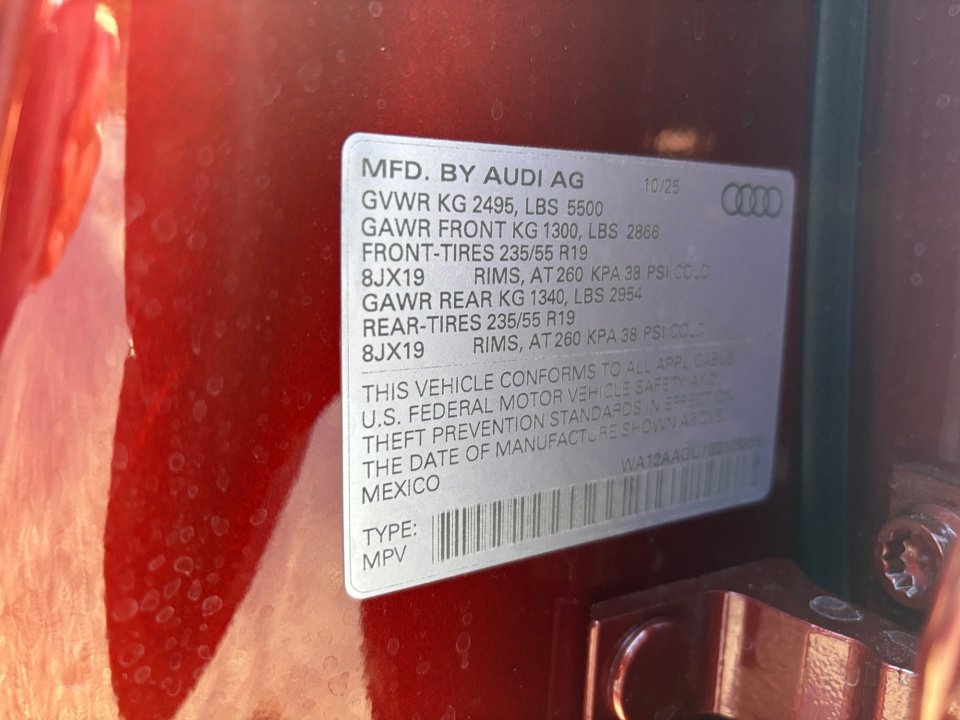 MFD. BY AUDI AG 10/25
GVWR KG 2495, LBS 5500
GAWR FRONT KG 1300, LBS 2866
FRONT-TIRES 235/55 R19
8JX19 RIMS, AT 260 KPA 38 PSI COLD
GAWR REAR KG 1340, LBS 2954
REAR-TIRES 235/55 R19
8JX19 RIMS, AT 260 KPA 38 PSI COLD
THIS VEHICLE CONFORMS TO ALL APPLICABLE
U.S. FEDERAL MOTOR VEHICLE SAFETY AND
THEFT PREVENTION STANDARDS IN EFFECT ON
THE DATE OF MANUFACTURE SHOWN ABOVE
MEXICO
TYPE:
MPV